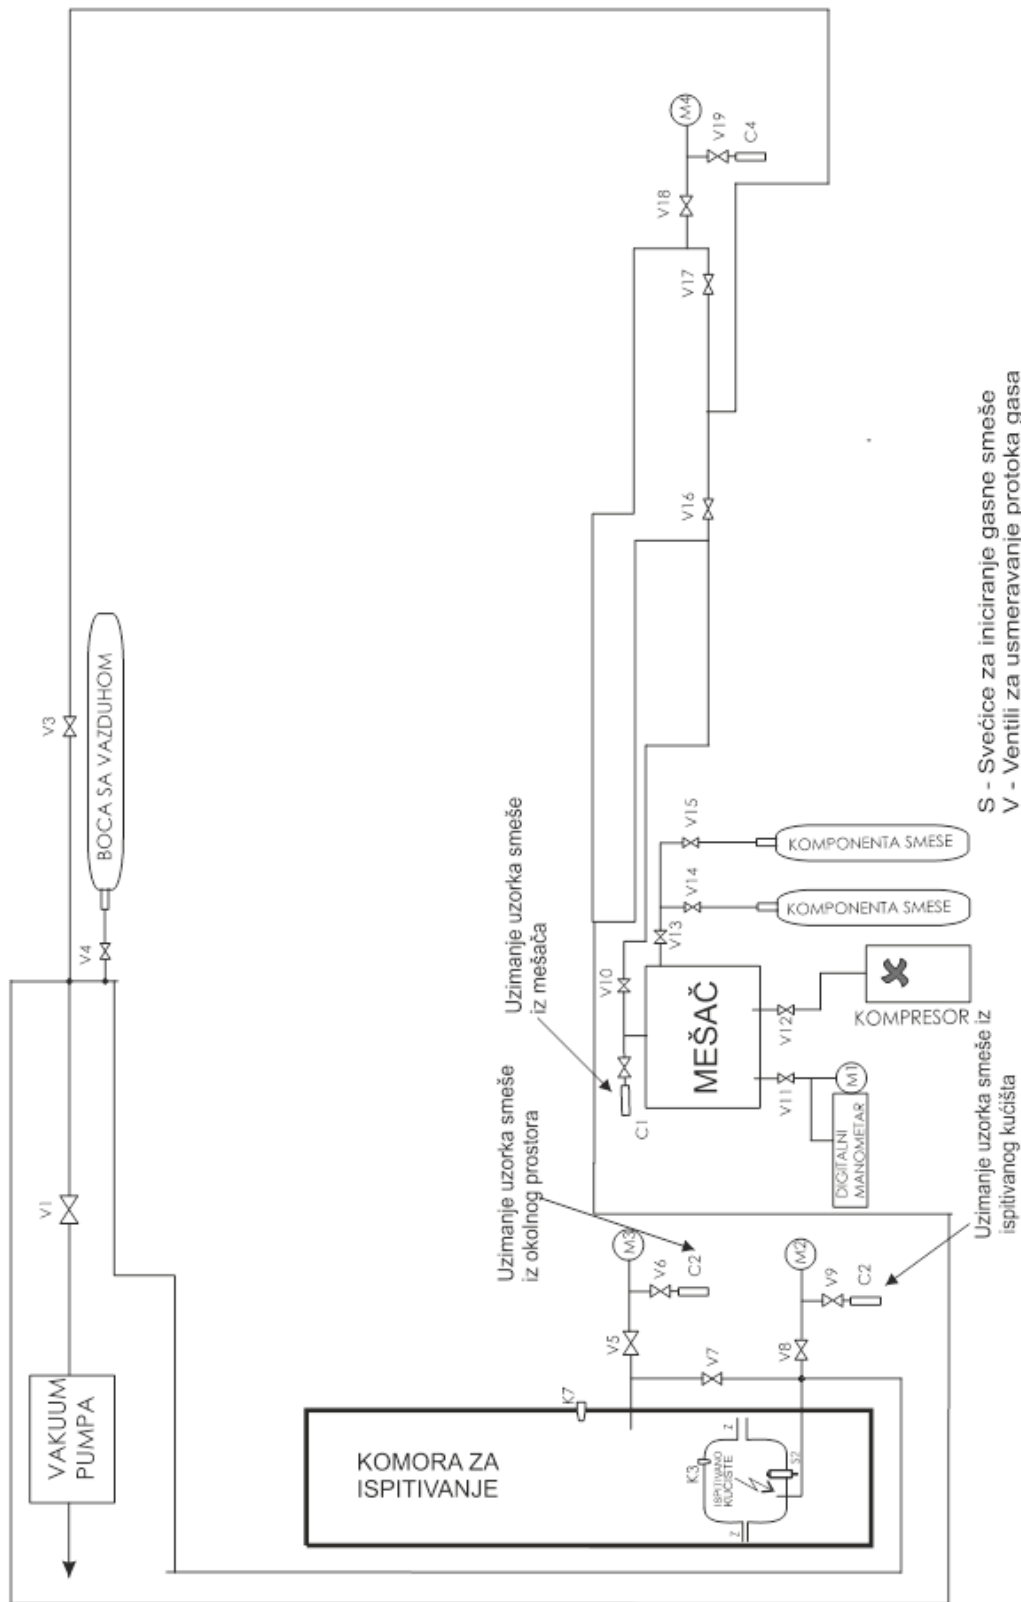 M4
V19
C4
V18
V17
V16
V3
BOCA SA VAZDUHOM
V4
V1
VAKUUM
PUMPA
Uzimanje uzorka smeše
iz mešača
V15
KOMPONENTA SMESE
V14
KOMPONENTA SMESE
V13
V10
C1
MEŠAČ
V12
KOMPRESOR
V11
M1
DIGITALNI
MANOMETAR
Uzimanje uzorka smeše
iz okolnog prostora
M3
V6
C2
V5
V7
M2
V9
C2
V8
Uzimanje uzorka smeše iz
ispitivanog kućišta
K7
KOMORA ZA
ISPITIVANJE
Z
K3
ISPITIVANO
KUĆIŠTE
S2
Z
S - Svećice za iniciranje gasne smeše
V - Ventili za usmeravanje protoka gasa